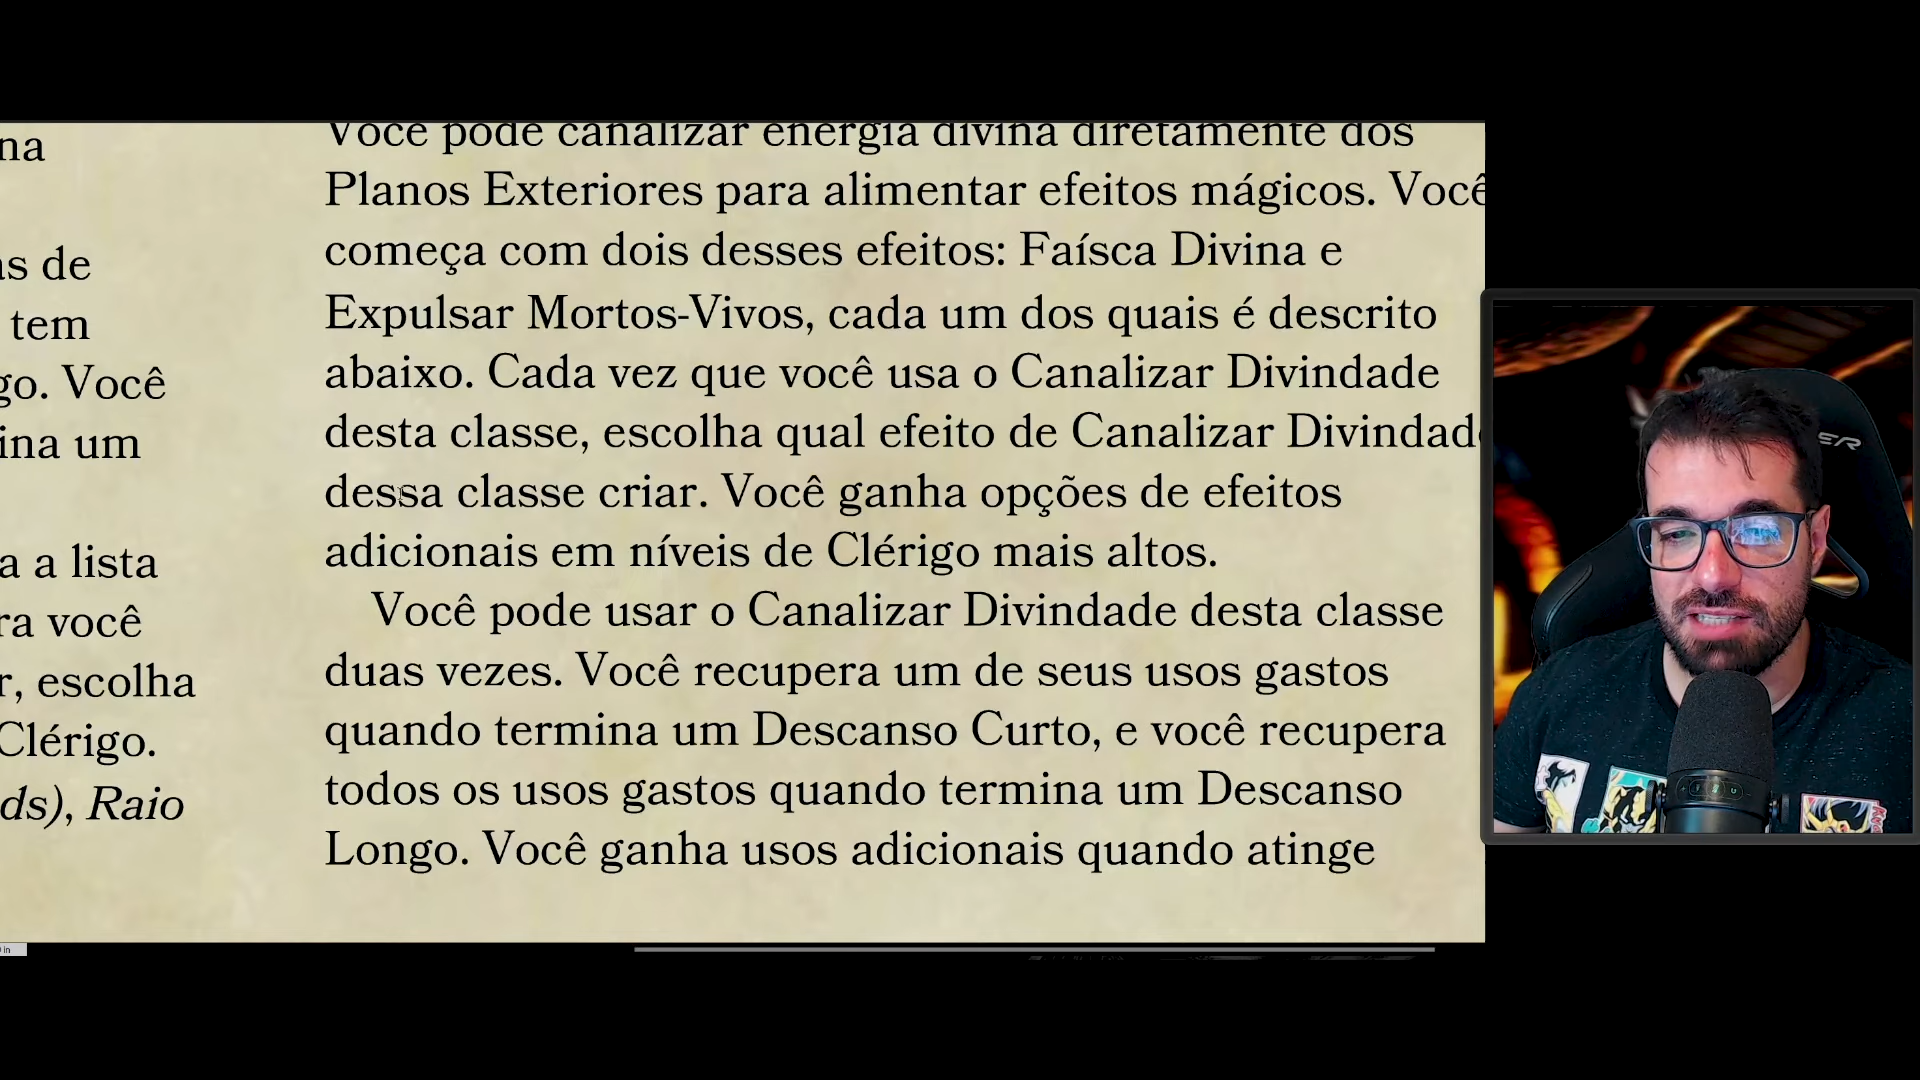 na
as de
tem
go. Você
ina um
a a lista
ra você
r, escolha
Clérigo.
ds), Raio
Você pode canalizar energia divina diretamente dos
Planos Exteriores para alimentar efeitos mágicos. Você
começa com dois desses efeitos: Faísca Divina e
Expulsar Mortos-Vivos, cada um dos quais é descrito
abaixo. Cada vez que você usa o Canalizar Divindade
desta classe, escolha qual efeito de Canalizar Divindade
dessa classe criar. Você ganha opções de efeitos
adicionais em níveis de Clérigo mais altos.
Você pode usar o Canalizar Divindade desta classe
duas vezes. Você recupera um de seus usos gastos
quando termina um Descanso Curto, e você recupera
todos os usos gastos quando termina um Descanso
Longo. Você ganha usos adicionais quando atinge
in
ER